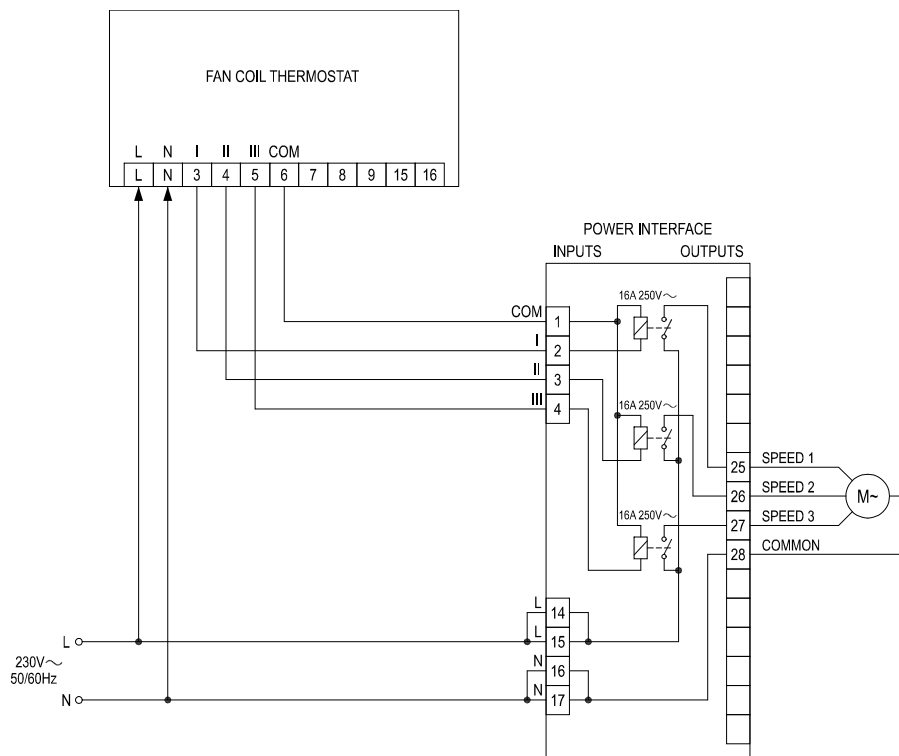 FAN COIL THERMOSTAT
L N I II III COM
L N 3 4 5 6 7 8 9 15 16
POWER INTERFACE
INPUTS OUTPUTS
16A 250V~
COM 1
I 2
II 3
III 4
16A 250V~
16A 250V~
25 SPEED 1
26 SPEED 2
27 SPEED 3
28 COMMON
M~
L 14
L 15
N 16
N 17
L
230V~
50/60Hz
N